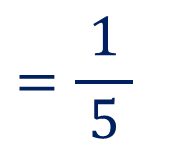 = 1/5